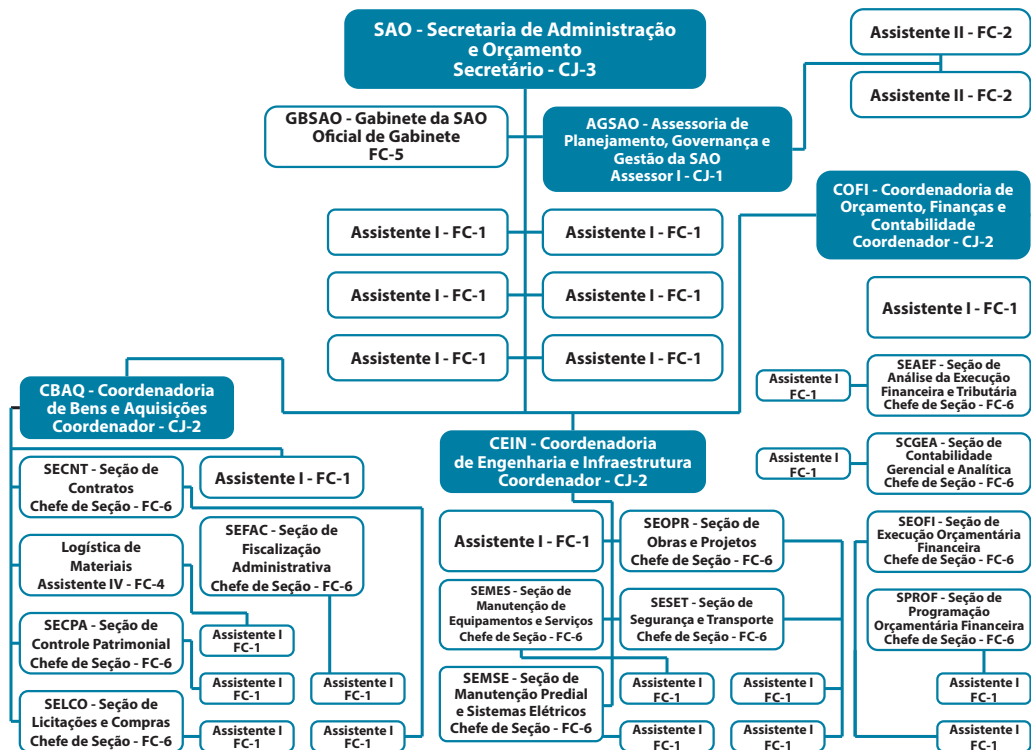 SAO - Secretaria de Administração
e Orçamento
Secretário - CJ-3
Assistente II - FC-2
Assistente II - FC-2
GBSAO - Gabinete da SAO
Oficial de Gabinete
FC-5
AGSAO - Assessoria de
Planejamento, Governança e
Gestão da SAO
Assessor I - CJ-1
COFI - Coordenadoria de
Orçamento, Finanças e
Contabilidade
Coordenador - CJ-2
Assistente I - FC-1
Assistente I - FC-1
Assistente I - FC-1
Assistente I - FC-1
Assistente I - FC-1
Assistente I - FC-1
Assistente I - FC-1
Assistente I
FC-1
SEAEF - Seção de
Análise da Execução
Financeira e Tributária
Chefe de Seção - FC-6
Assistente I
FC-1
SCGEA - Seção de
Contabilidade
Gerencial e Analítica
Chefe de Seção - FC-6
SEOFI - Seção de
Execução Orçamentária
Financeira
Chefe de Seção - FC-6
SPROF - Seção de
Programação
Orçamentária Financeira
Chefe de Seção - FC-6
Assistente I
FC-1
Assistente I
FC-1
CBAQ - Coordenadoria
de Bens e Aquisições
Coordenador - CJ-2
SECNT - Seção de
Contratos
Chefe de Seção - FC-6
Assistente I - FC-1
Logística de
Materiais
Assistente IV - FC-4
SEFAC - Seção de
Fiscalização
Administrativa
Chefe de Seção - FC-6
SECPA - Seção de
Controle Patrimonial
Chefe de Seção - FC-6
Assistente I
FC-1
Assistente I
FC-1
Assistente I
FC-1
SELCO - Seção de
Licitações e Compras
Chefe de Seção - FC-6
Assistente I
FC-1
Assistente I
FC-1
CEIN - Coordenadoria
de Engenharia e Infraestrutura
Coordenador - CJ-2
Assistente I - FC-1
SEOPR - Seção de
Obras e Projetos
Chefe de Seção - FC-6
SEMES - Seção de
Manutenção de
Equipamentos e Serviços
Chefe de Seção - FC-6
SESET - Seção de
Segurança e Transporte
Chefe de Seção - FC-6
SEMSE - Seção de
Manutenção Predial
e Sistemas Elétricos
Chefe de Seção - FC-6
Assistente I
FC-1
Assistente I
FC-1
Assistente I
FC-1
Assistente I
FC-1